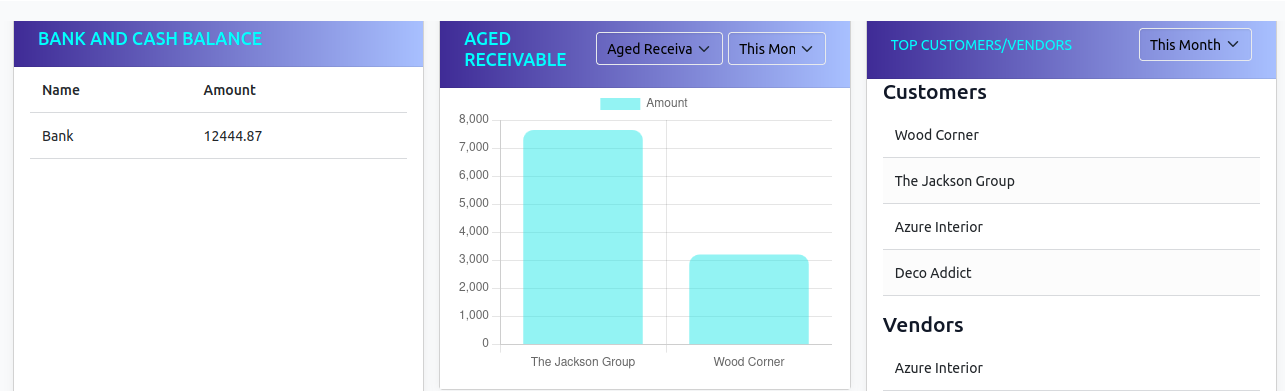 BANK AND CASH BALANCE
Name Amount
Bank 12444.87
AGED
RECEIVABLE
Aged Receiva
This Mon
Amount
8,000
7,000
6,000
5,000
4,000
3,000
2,000
1,000
0
The Jackson Group Wood Corner
TOP CUSTOMERS/VENDORS
This Month
Customers
Wood Corner
The Jackson Group
Azure Interior
Deco Addict
Vendors
Azure Interior